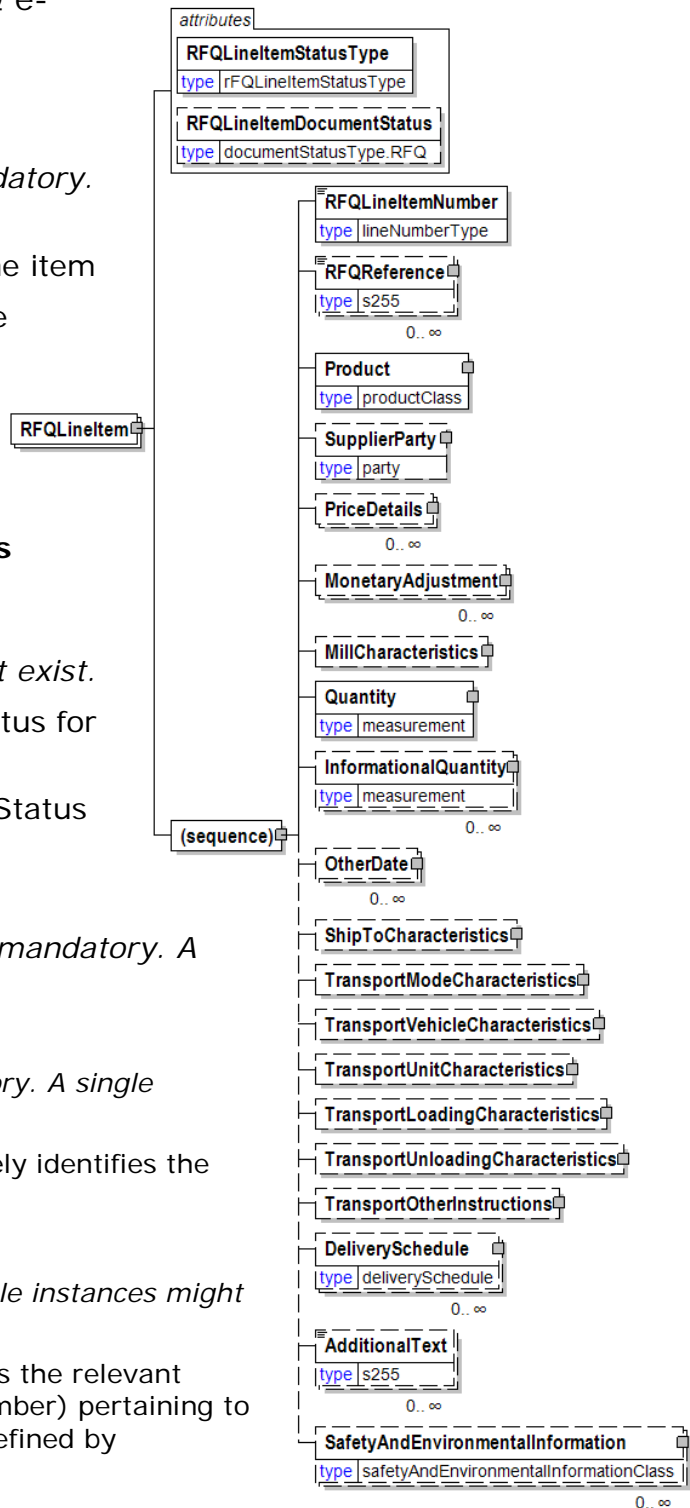 e-
datory.
ne item
e
s
t exist.
tus for
Status
mandatory. A
ory. A single
ely identifies the
le instances might
s the relevant
mber) pertaining to
efined by
RFQLineItem
attributes
RFQLineItemStatusType
type rFQLineItemStatusType
RFQLineItemDocumentStatus
type documentStatusType.RFQ
(sequence)
RFQLineItemNumber
type lineNumberType
RFQReference
type s255
0..∞
Product
type productClass
SupplierParty
type party
PriceDetails
0..∞
MonetaryAdjustment
0..∞
MillCharacteristics
Quantity
type measurement
InformationalQuantity
type measurement
0..∞
OtherDate
0..∞
ShipToCharacteristics
TransportModeCharacteristics
TransportVehicleCharacteristics
TransportUnitCharacteristics
TransportLoadingCharacteristics
TransportUnloadingCharacteristics
TransportOtherInstructions
DeliverySchedule
type deliverySchedule
0..∞
AdditionalText
type s255
0..∞
SafetyAndEnvironmentalInformation
type safetyAndEnvironmentalInformationClass
0..∞